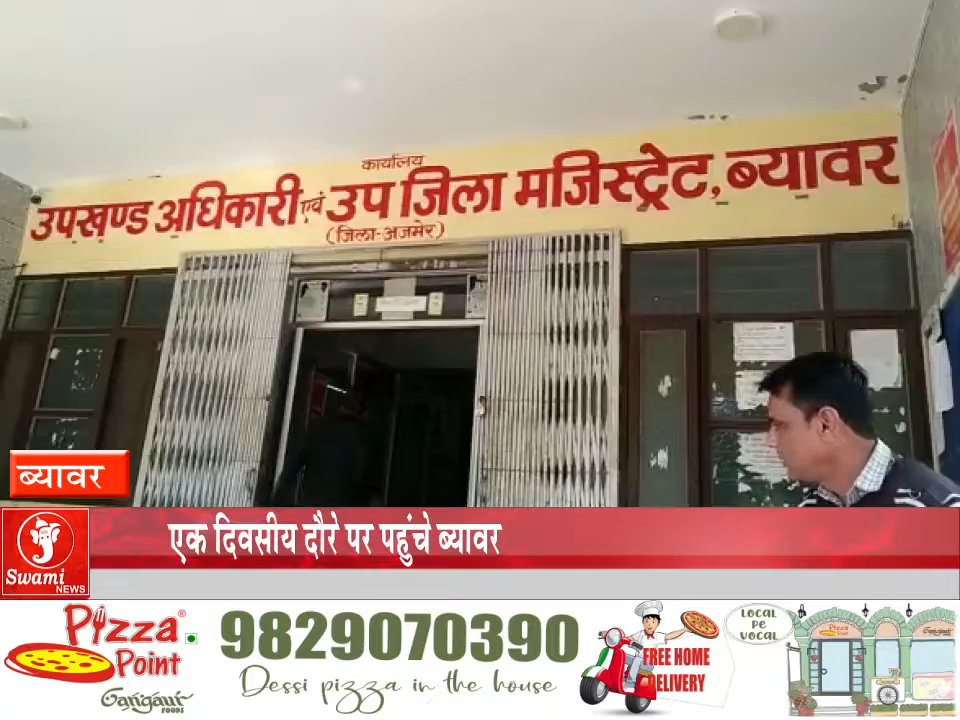 कार्यालय
उपखण्ड अधिकारी एवं उप जिला मजिस्ट्रेट, ब्यावर
(जिला-अजमेर)
ब्यावर
एक दिवसीय दौरे पर पहुंचे ब्यावर
Swami
NEWS
Pizza®
Point
Gangaur
FOODS
9829070390
Dessi pizza in the house
FREE HOME
DELIVERY
LOCAL
Pe
VOCAL